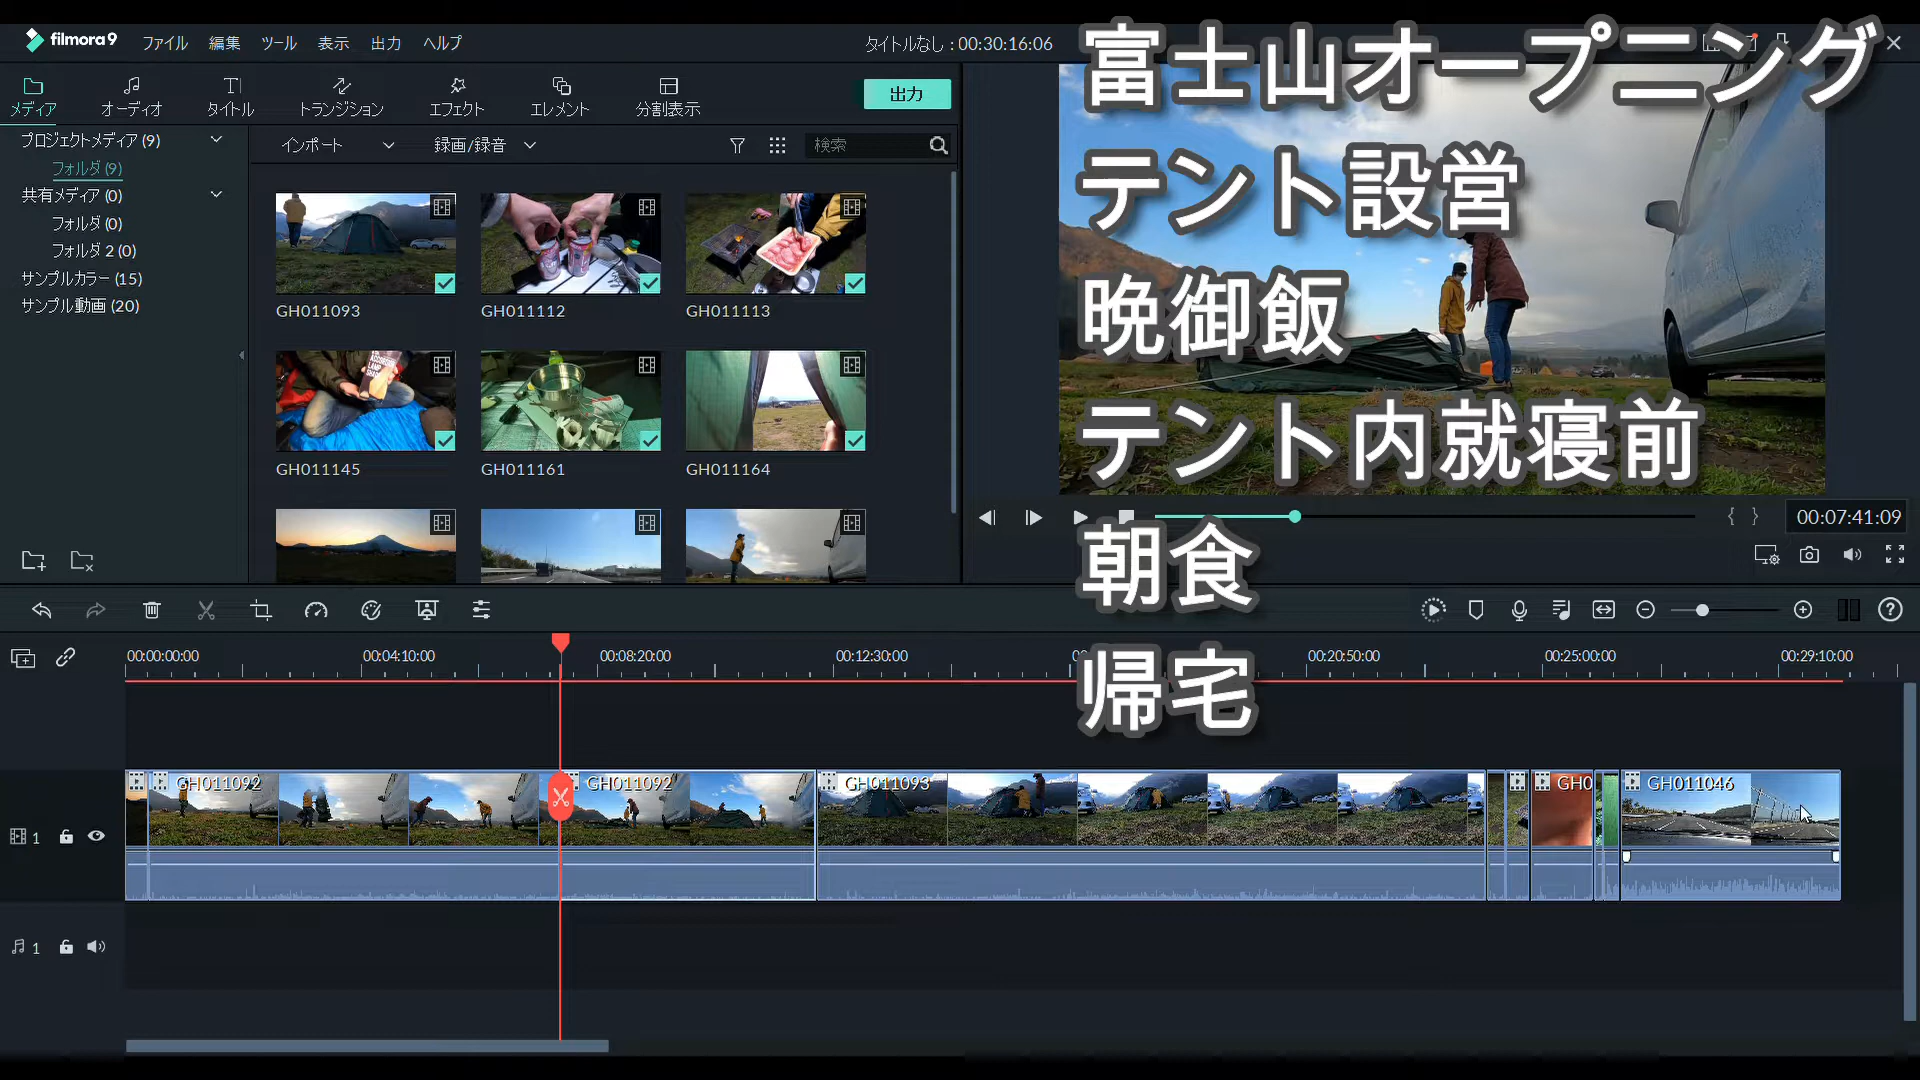 filmora9
ファイル 編集 ツール 表示 出力 ヘルプ
タイトルなし : 00:30:16:06
メディア オーディオ タイトル トランジション エフェクト エレメント 分割表示
出力
プロジェクトメディア (9)
フォルダ (9)
共有メディア (0)
フォルダ (0)
フォルダ 2 (0)
サンプルカラー (15)
サンプル動画 (20)
インポート 録画/録音 検索
GH011093 GH011112 GH011113
GH011145 GH011161 GH011164
富士山オープニング
テント設営
晩御飯
テント内就寝前
朝食
帰宅
00:07:41:09
00:00:00:00 00:04:10:00 00:08:20:00 00:12:30:00 00:20:50:00 00:25:00:00 00:29:10:00
GH011092 GH011092 GH011093 GH0 GH011046
1
1